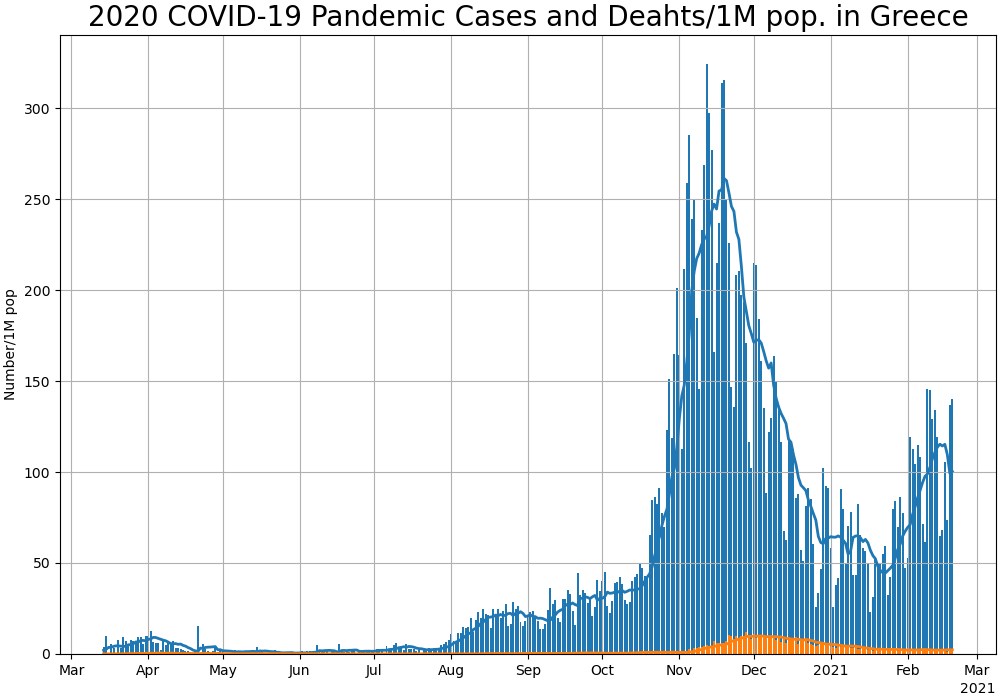 2020 COVID-19 Pandemic Cases and Deahts/1M pop. in Greece
Number/1M pop
300
250
200
150
100
50
0
Mar Apr May Jun Jul Aug Sep Oct Nov Dec 2021 Feb Mar
2021